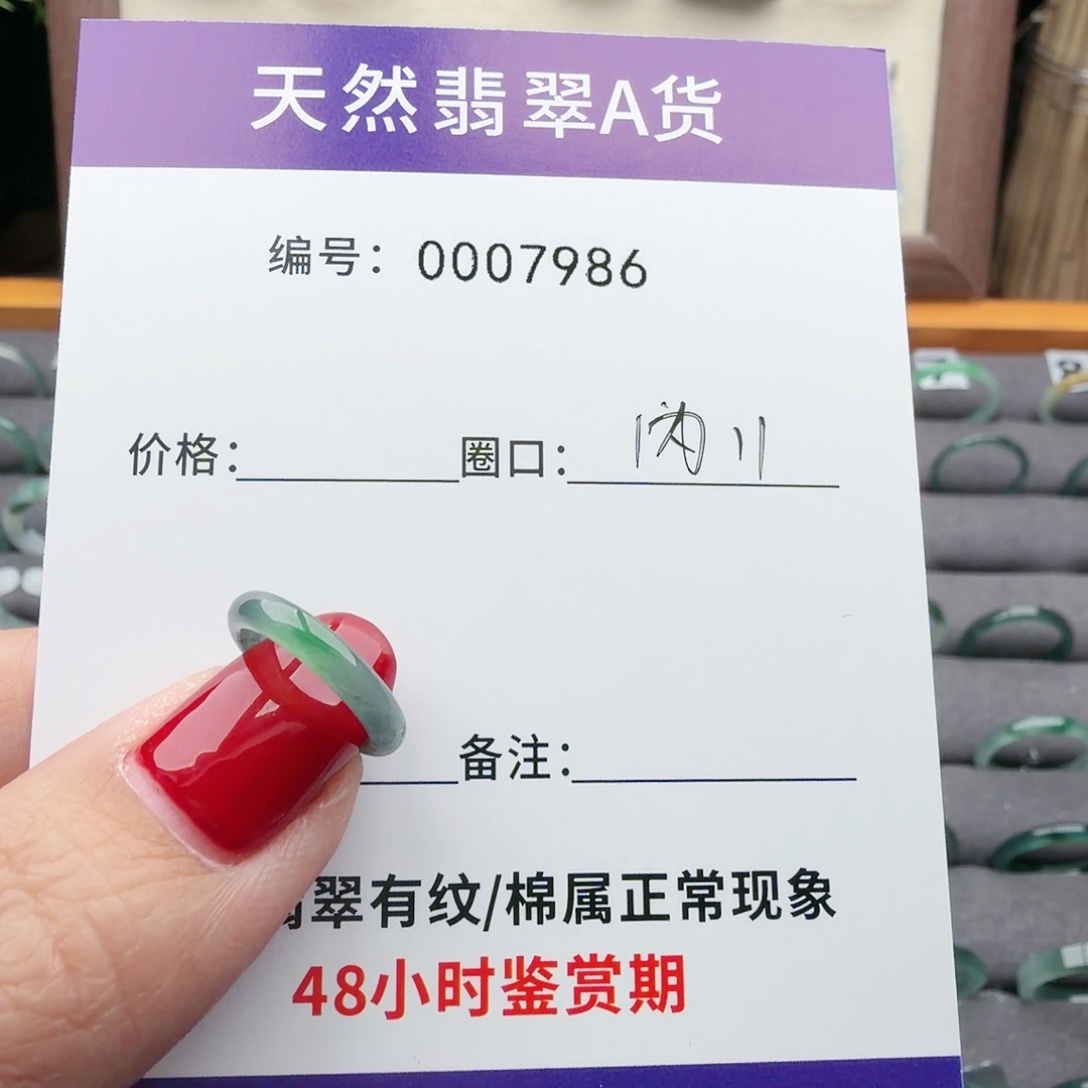 天然翡翠A货
编号：0007986
价格： 圈口：内11
备注：
翠有纹/棉属正常现象
48小时鉴赏期